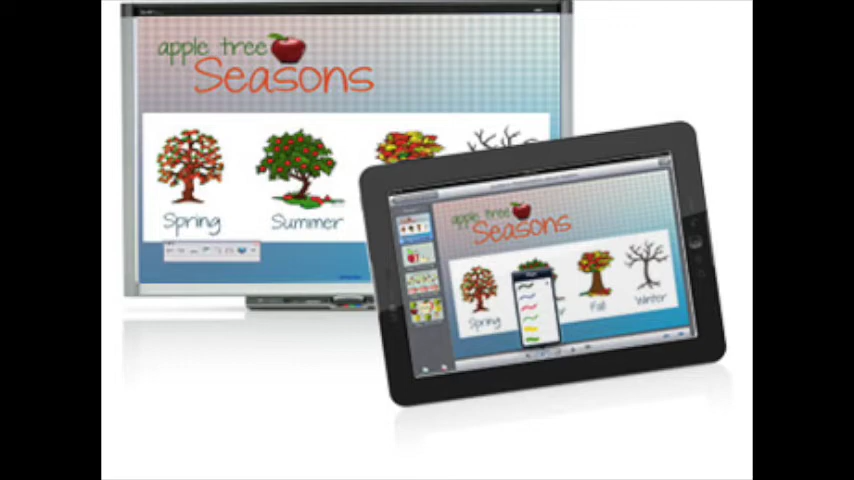 apple tree
Seasons
Spring
Summer
apple tree
Seasons
Spring
Fall
Winter